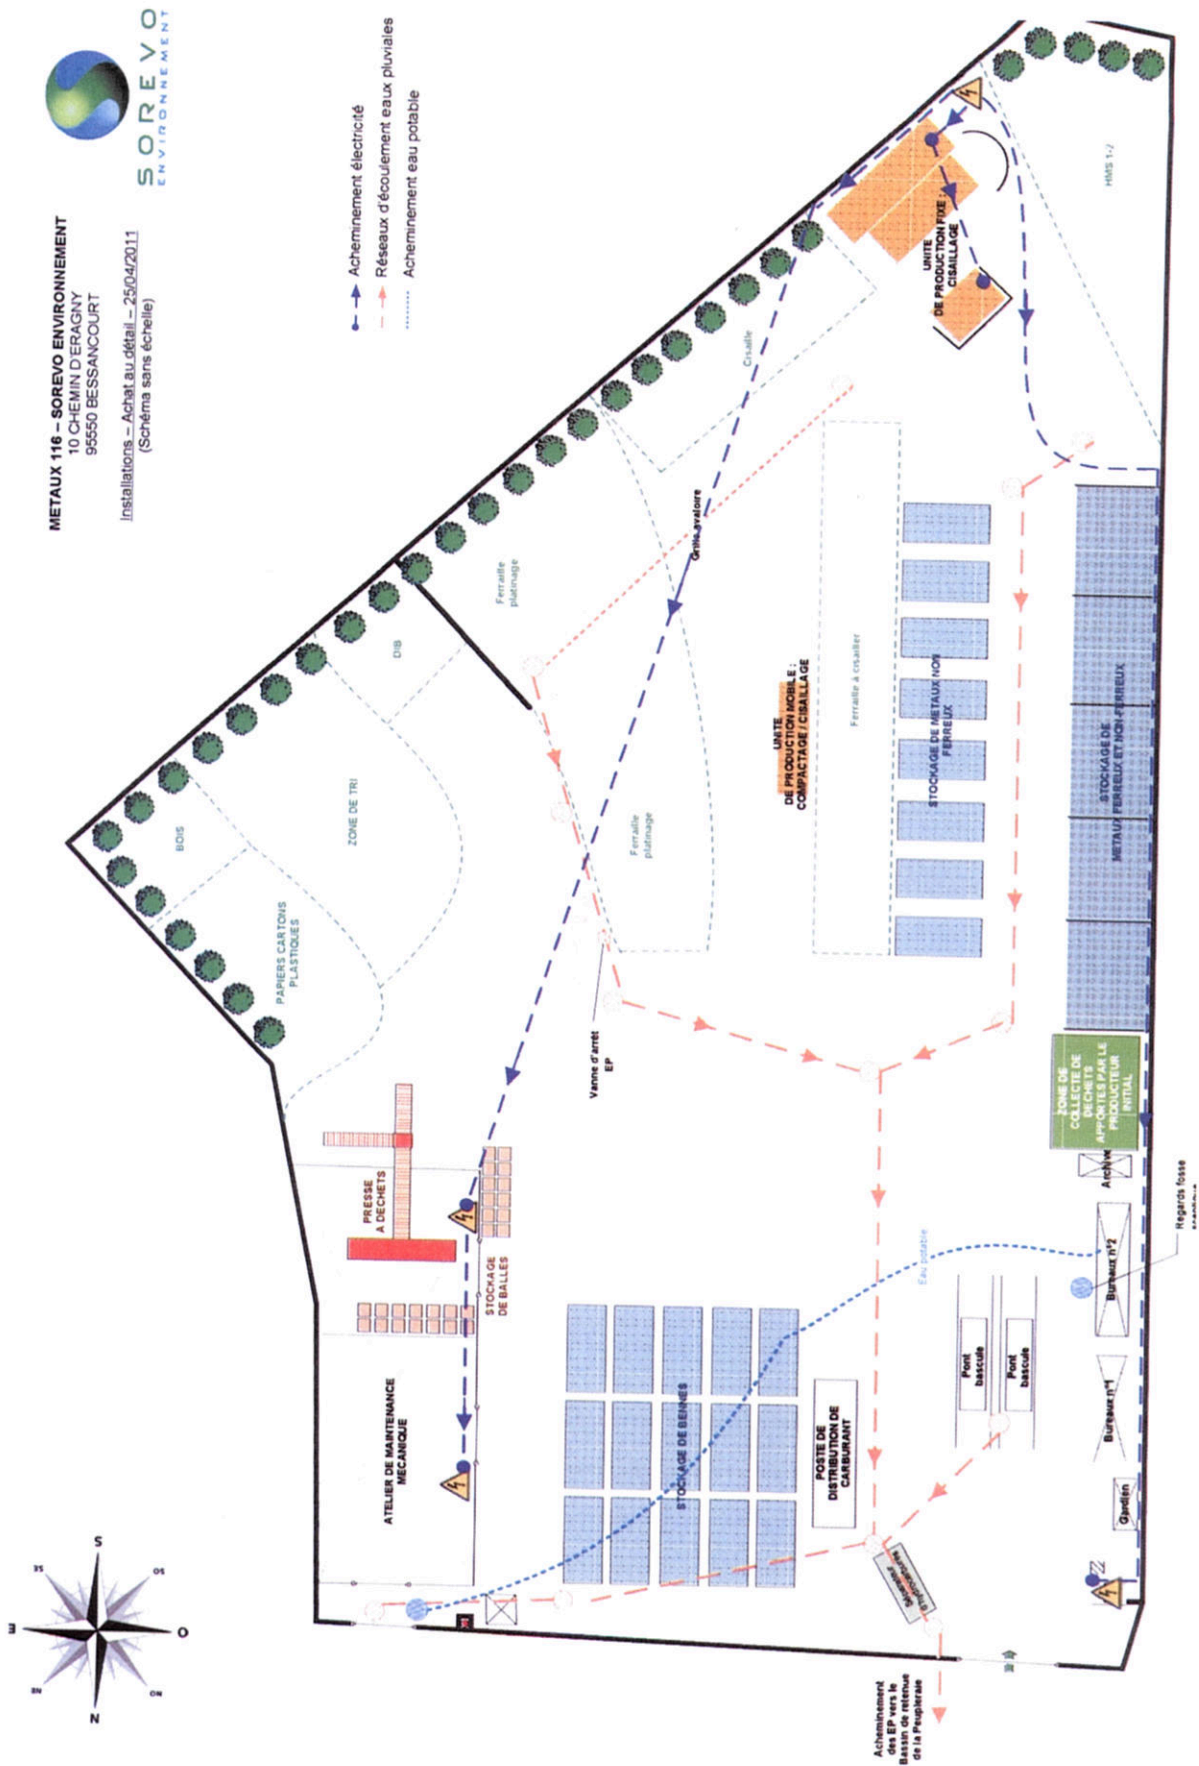 METAUX 116 – SOREVO ENVIRONNEMENT
10 CHEMIN D'ERAGNY
95550 BESSANCOURT
Installations – Achat au détail – 25/04/2011
(Schéma sans échelle)
SOREVO
ENVIRONNEMENT
Acheminement électricité
Réseaux d'écoulement eaux pluviales
Acheminement eau potable
N
NE
E
SE
S
SO
O
NO
BOIS
PAPIERS CARTONS
PLASTIQUES
ZONE DE TRI
DIB
Ferraille
platinage
Ferraille
platinage
Cisaille
Grille avaloire
UNITE
DE PRODUCTION FIXE :
CISAILLAGE
HMS 1-2
UNITE
DE PRODUCTION MOBILE :
COMPACTAGE / CISAILLAGE
Ferraille à cisailler
STOCKAGE DE METAUX NON
FERREUX
STOCKAGE DE
METAUX FERREUX ET NON-FERREUX
ZONE DE
COLLECTE DE
DECHETS
APPORTES PAR LE
PRODUCTEUR
INITIAL
Vanne d'arrêt
EP
PRESSE
A DECHETS
STOCKAGE
DE BALLES
ATELIER DE MAINTENANCE
MECANIQUE
STOCKAGE DE BENNES
POSTE DE
DISTRIBUTION DE
CARBURANT
Eau potable
Pont
bascule
Pont
bascule
Archive
Bureaux n°2
Bureaux n°1
Gardien
Regards fosse
Séparateur
d'hydrocarbures
Acheminement
des EP vers le
Bassin de retenue
de la Peupleraie